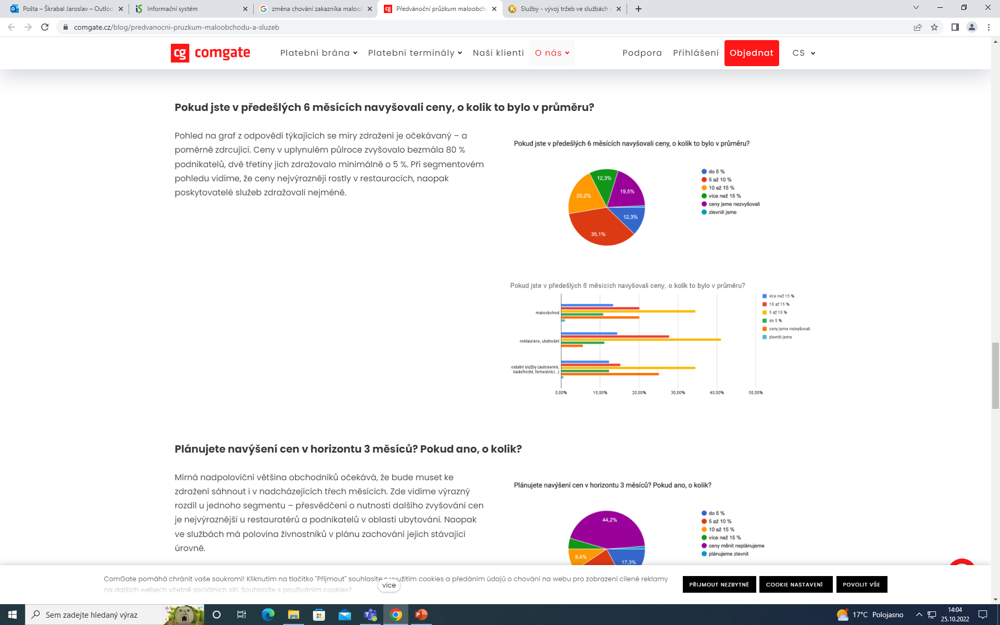 Pošta – Škrabal Jaroslav – Outloo
Informační systém
změna chování zakazníka maloob
Předvánoční průzkum maloobcho
Služby - vývoj tržeb ve službách v
comgate.cz/blog/predvanocni-pruzkum-maloobchodu-a-sluzeb
cg comgate
Platební brána
Platební terminály
Naši klienti
O nás
Podpora
Přihlášení
Objednat
CS
Pokud jste v předešlých 6 měsících navyšovali ceny, o kolik to bylo v průměru?
Pohled na graf z odpovědí týkajících se míry zdražení je očekávaný – a
poměrně zdrcující. Ceny v uplynulém půlroce zvyšovalo bezmála 80 %
podnikatelů, dvě třetiny jich zdražovalo minimálně o 5 %. Při segmentovém
pohledu vidíme, že ceny nejvýrazněji rostly v restauracích, naopak
poskytovatelé služeb zdražovali nejméně.
Pokud jste v předešlých 6 měsících navyšovali ceny, o kolik to bylo v průměru?
12,3%
19,5%
20,2%
12,3%
35,1%
do 5 %
5 až 10 %
10 až 15 %
více než 15 %
ceny jsme nezvyšovali
zlevnili jsme
Pokud jste v předešlých 6 měsících navyšovali ceny, o kolik to bylo v průměru?
maloobchod
restaurace, ubytování
ostatní služby (autoservis,
kadeřnictví, řemeslníci...)
0,00%
10,00%
20,00%
30,00%
40,00%
50,00%
více než 15 %
10 až 15 %
5 až 10 %
do 5 %
ceny jsme nezvyšovali
zlevnili jsme
Plánujete navýšení cen v horizontu 3 měsíců? Pokud ano, o kolik?
Mírná nadpoloviční většina obchodníků očekává, že bude muset ke
zdražení sáhnout i v nadcházejících třech měsících. Zde vidíme výrazný
rozdíl u jednoho segmentu – přesvědčení o nutnosti dalšího zvyšování cen
je nejvýraznější u restauratérů a podnikatelů v oblasti ubytování. Naopak
ve službách má polovina živnostníků v plánu zachování jejich stávající
úrovně.
Plánujete navýšení cen v horizontu 3 měsíců? Pokud ano, o kolik?
44,2%
9,4%
17,3%
do 5 %
5 až 10 %
10 až 15 %
více než 15 %
ceny měnit neplánujeme
plánujeme zlevnit
ComGate pomáhá chránit vaše soukromí! Kliknutím na tlačítko "Přijmout" souhlasíte s využitím cookies a předáním údajů o chování na webu pro zobrazení cílené reklamy
na dalších webech včetně sociálních sítí. Souhlasíte s používáním cookies?
více
PŘIJMOUT NEZBYTNÉ
COOKIE NASTAVENÍ
POVOLIT VŠE
Sem zadejte hledaný výraz
17°C Polojasno
14:04
25.10.2022